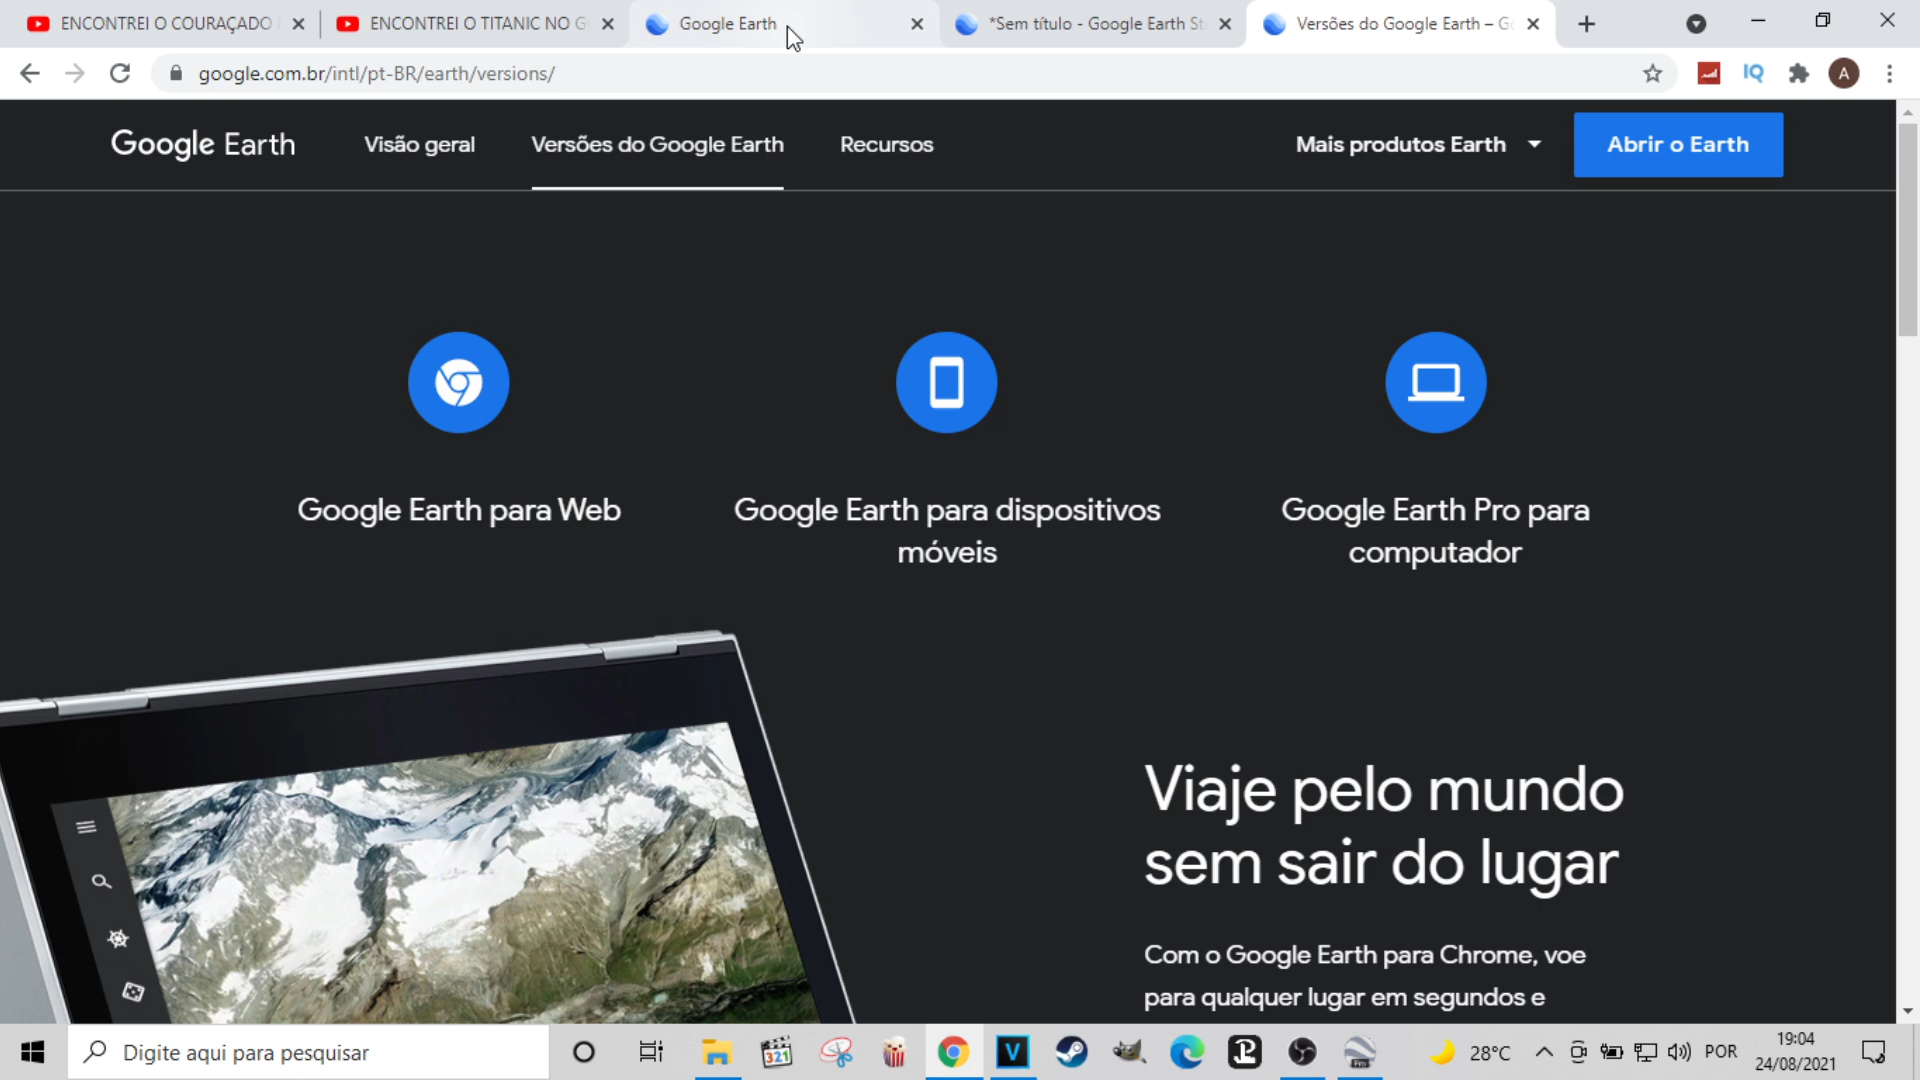 ENCONTREI O COURAÇADO
ENCONTREI O TITANIC NO G
Google Earth
*Sem título - Google Earth St
Versões do Google Earth – Go
google.com.br/intl/pt-BR/earth/versions/
IQ
A
Google Earth
Visão geral
Versões do Google Earth
Recursos
Mais produtos Earth
Abrir o Earth
Google Earth para Web
Google Earth para dispositivos
móveis
Google Earth Pro para
computador
Viaje pelo mundo
sem sair do lugar
Com o Google Earth para Chrome, voe
para qualquer lugar em segundos e
Digite aqui para pesquisar
321
V
Pro
28°C
POR
19:04
24/08/2021